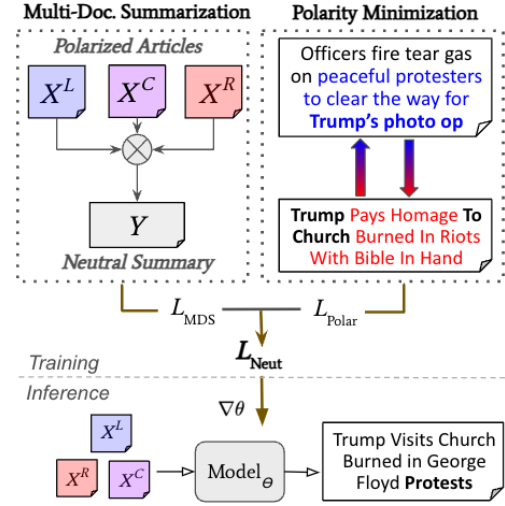 Multi-Doc. Summarization
Polarized Articles
X^L
X^C
X^R
Y
Neutral Summary
Polarity Minimization
Officers fire tear gas
on peaceful protesters
to clear the way for
Trump's photo op
Trump Pays Homage To
Church Burned In Riots
With Bible In Hand
L_MDS
L_Polar
L_Neut
Training
Inference
∇θ
X^L
X^R
X^C
Model_Θ
Trump Visits Church
Burned in George
Floyd Protests